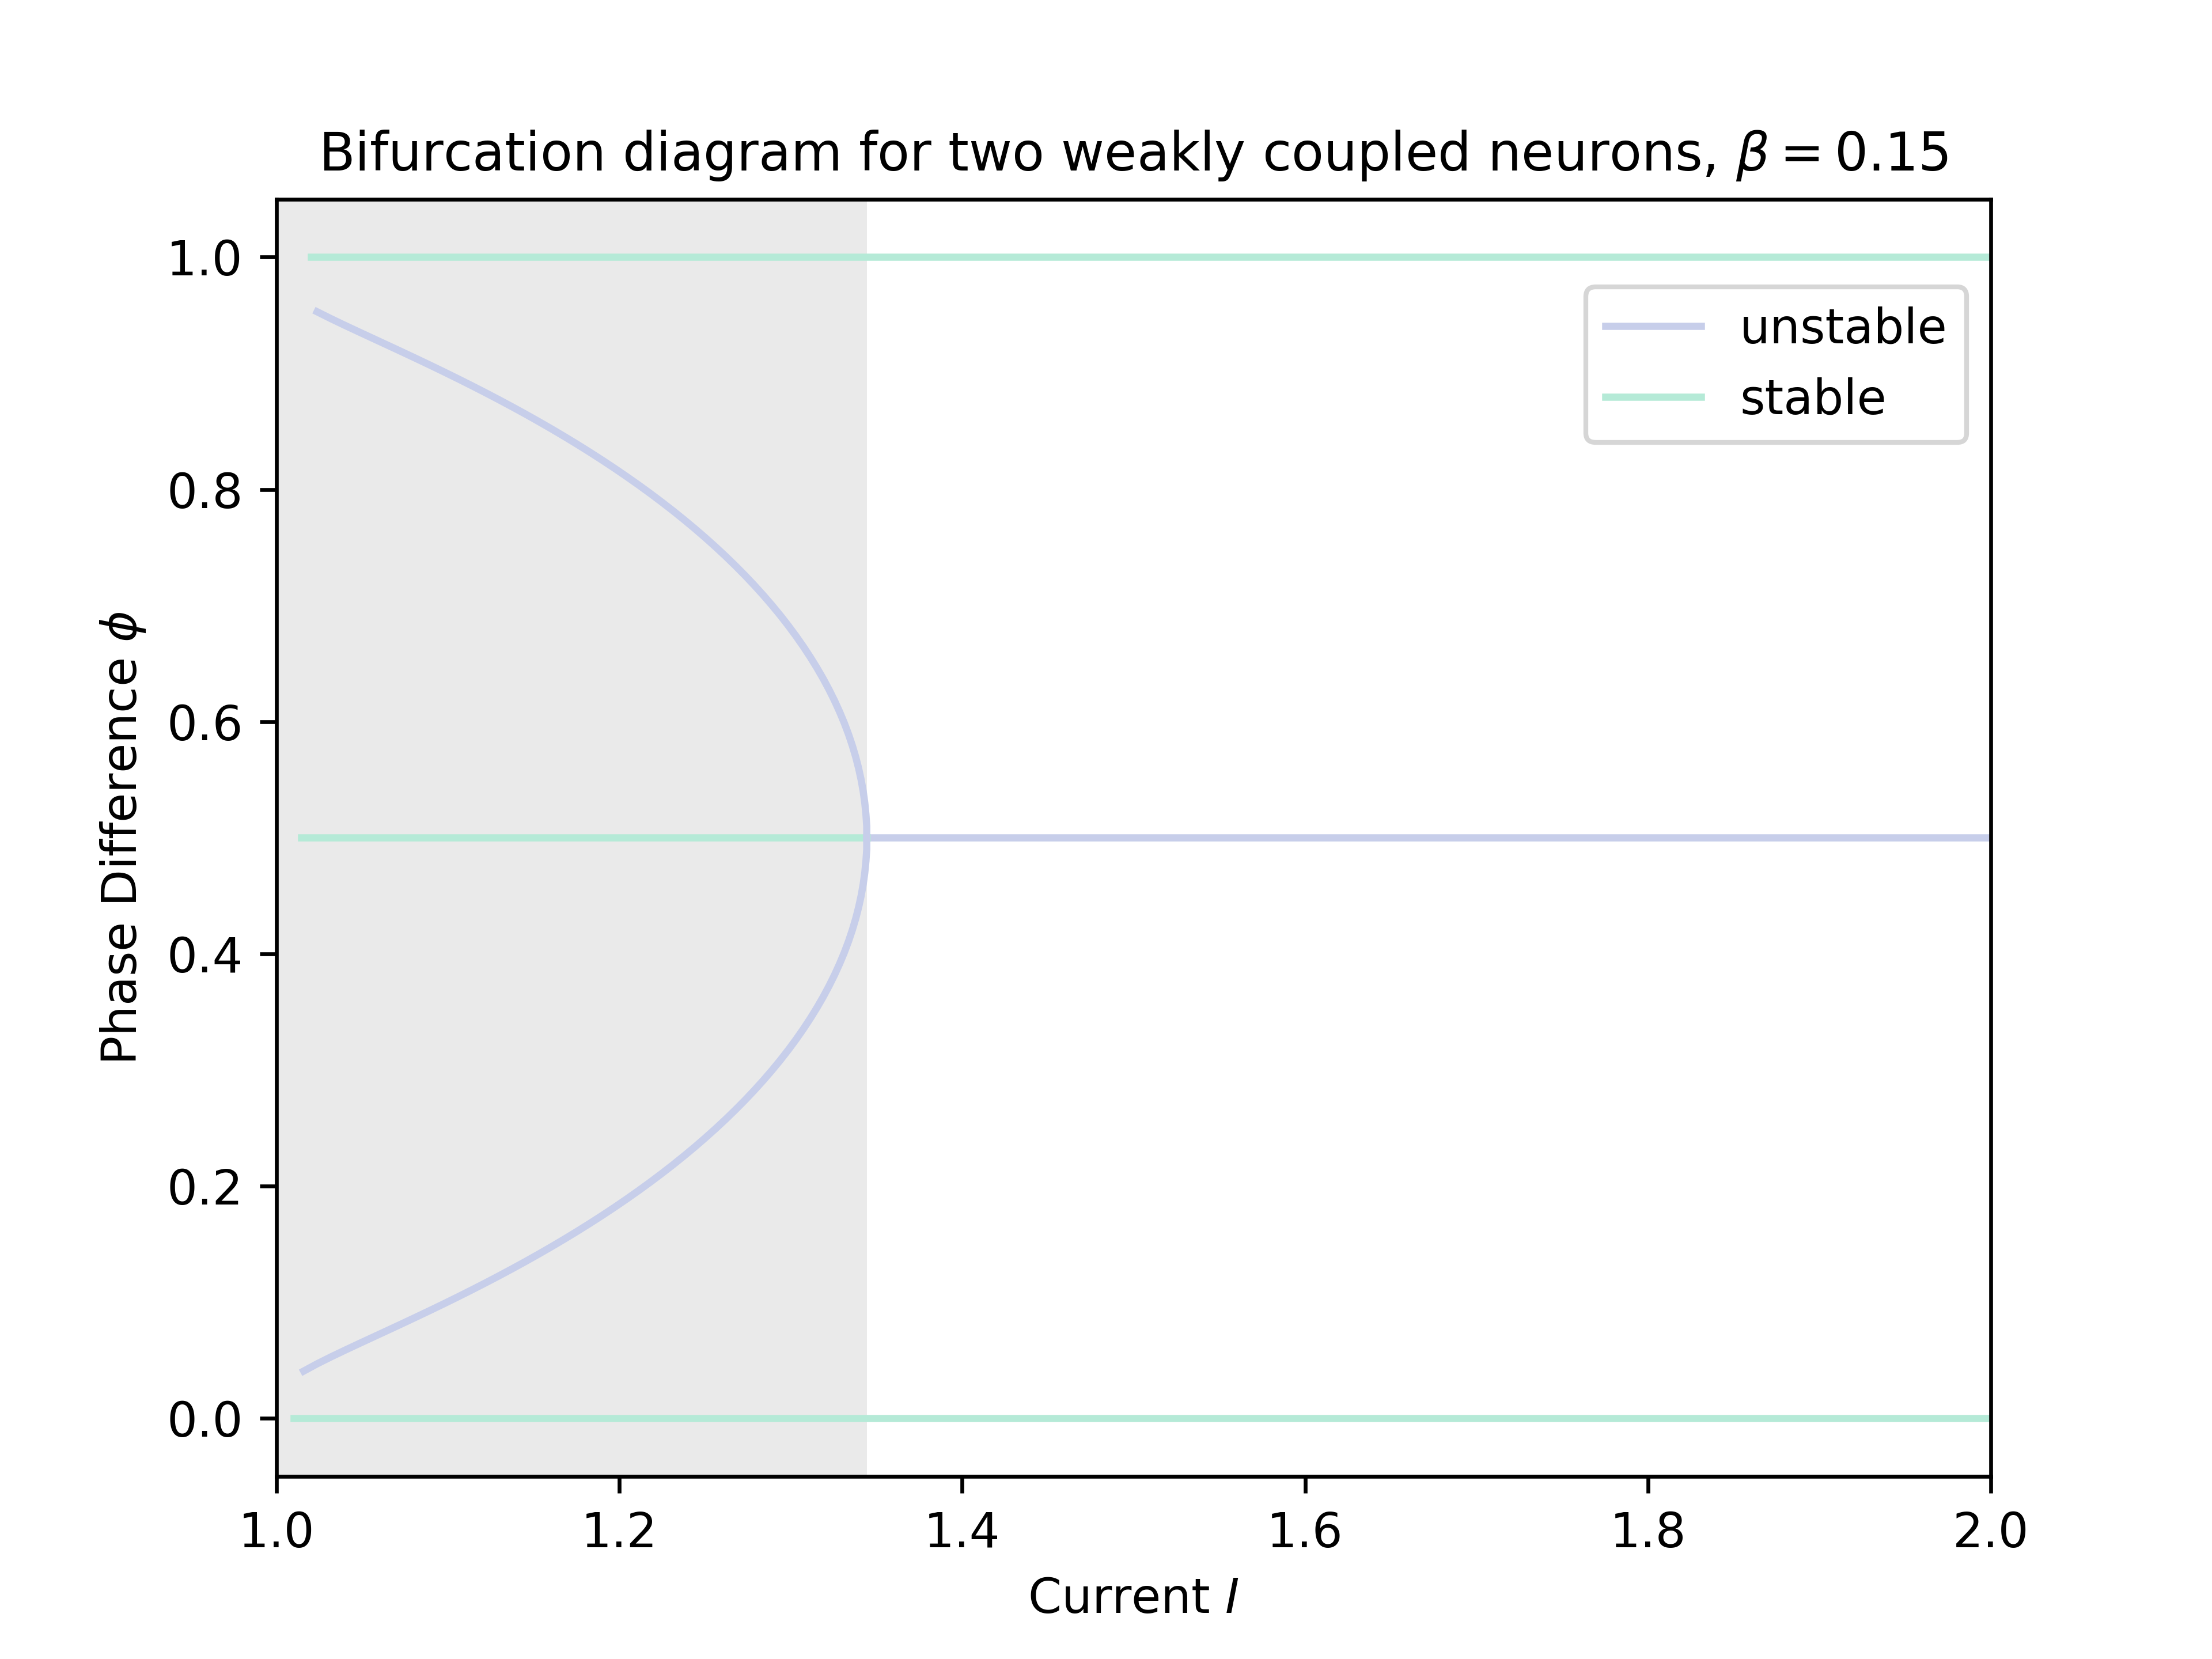 Bifurcation diagram for two weakly coupled neurons, β = 0.15
unstable
stable
Phase Difference ϕ
1.0
0.8
0.6
0.4
0.2
0.0
1.0 1.2 1.4 1.6 1.8 2.0
Current I